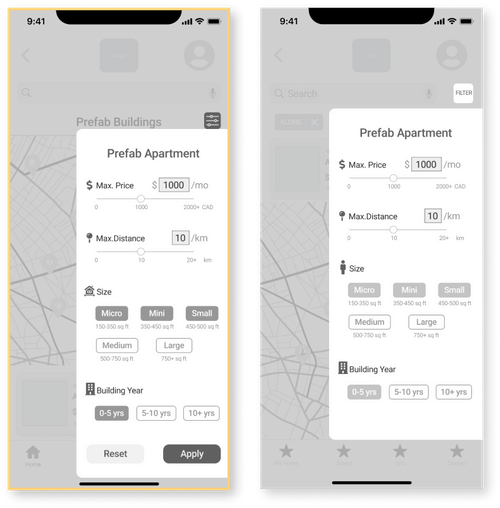 9:41
Prefab Buildings
Prefab Apartment
Max. Price $ 1000 /mo
0 1000 2000+ CAD
Max.Distance 10 /km
0 10 20+ km
Size
Micro Mini Small
150-350 sq ft 350-450 sq ft 450-500 sq ft
Medium Large
500-750 sq ft 750+ sq ft
Building Year
0-5 yrs 5-10 yrs 10+ yrs
Reset Apply
Home
9:41
Search
FILTER
Prefab Apartment
Max. Price $ 1000 /mo
0 1000 2000+ CAD
Max.Distance 10 /km
0 10 20+ km
Size
Micro Mini Small
150-350 sq ft 350-450 sq ft 450-500 sq ft
Medium Large
500-750 sq ft 750+ sq ft
Building Year
0-5 yrs 5-10 yrs 10+ yrs